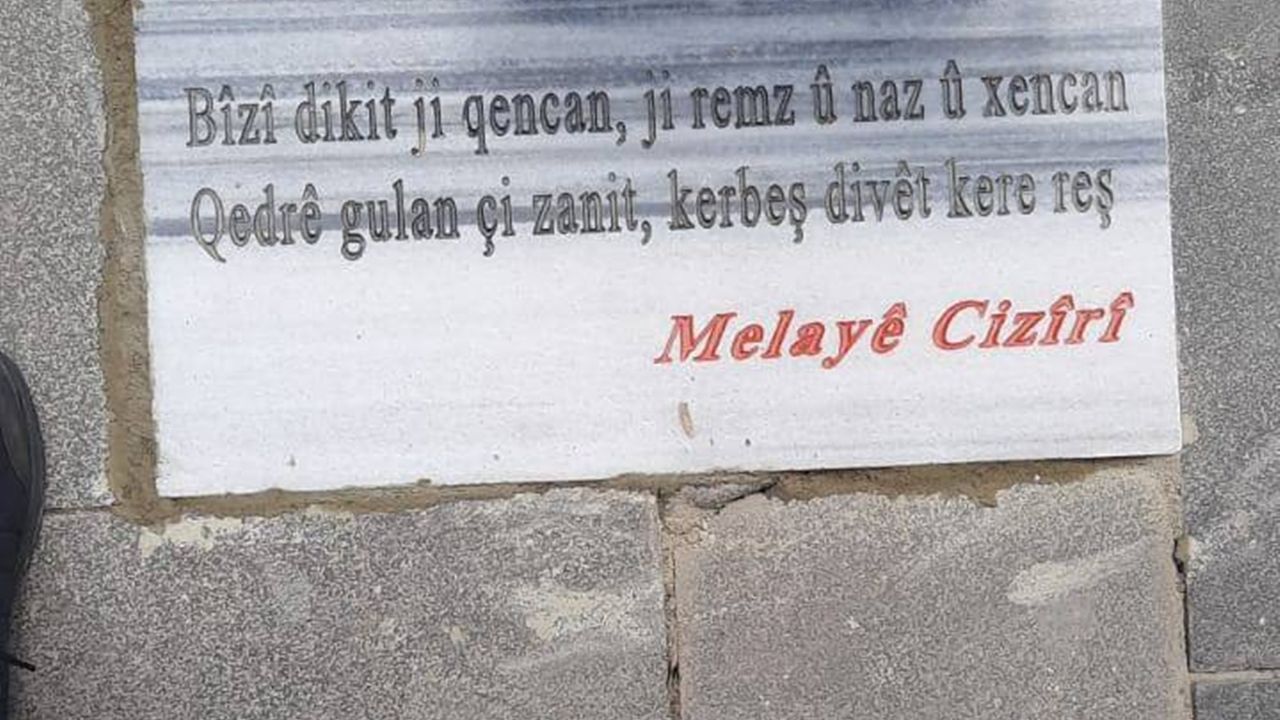 Bîzî dikit ji qencan, ji remz û naz û xencan
Qedrê gulan çi zanit, kerbeş divêt kere reş
Melayê Cizîrî